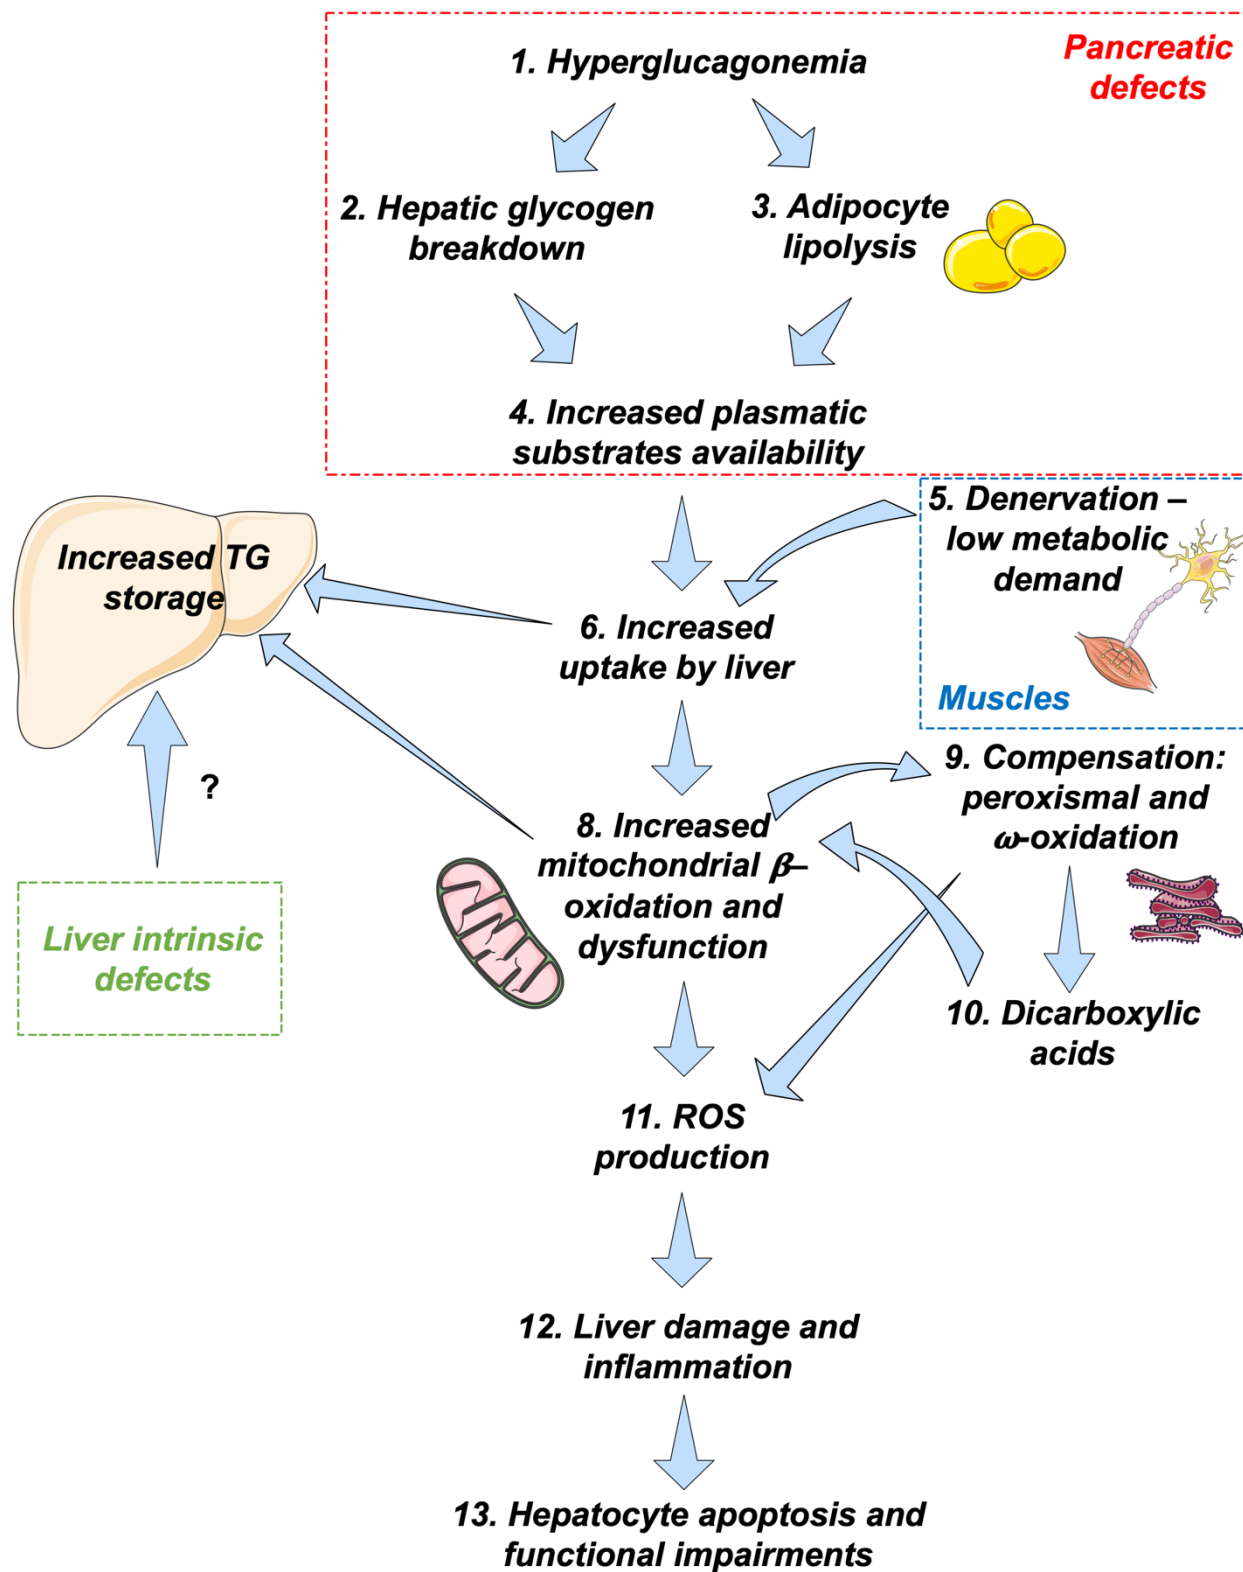 1. Hyperglucagonemia
Pancreatic
defects
2. Hepatic glycogen
breakdown
3. Adipocyte
lipolysis
4. Increased plasmatic
substrates availability
5. Denervation –
low metabolic
demand
Muscles
Increased TG
storage
6. Increased
uptake by liver
?
Liver intrinsic
defects
8. Increased
mitochondrial β–
oxidation and
dysfunction
9. Compensation:
peroxismal and
ω-oxidation
10. Dicarboxylic
acids
11. ROS
production
12. Liver damage and
inflammation
13. Hepatocyte apoptosis and
functional impairments